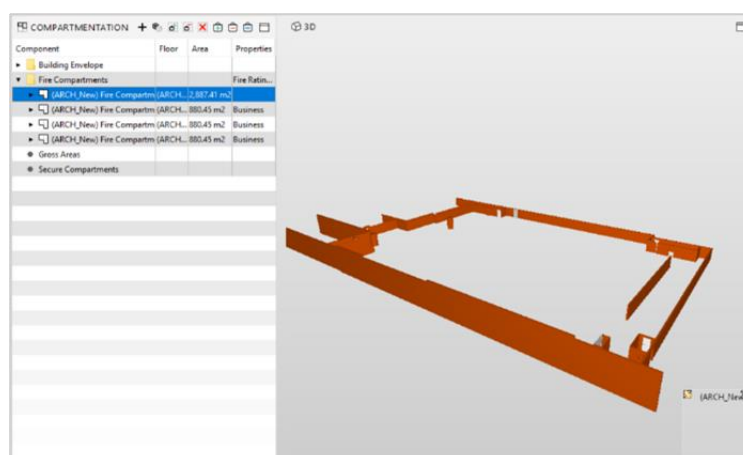 COMPARTMENTATION
3D
Component Floor Area Properties
Building Envelope
Fire Compartments Fire Ratin...
(ARCH_New) Fire Compartm (ARCH... 2,887.41 m2
(ARCH_New) Fire Compartm (ARCH... 880.45 m2 Business
(ARCH_New) Fire Compartm (ARCH... 880.45 m2 Business
(ARCH_New) Fire Compartm (ARCH... 880.45 m2 Business
Gross Areas
Secure Compartments
(ARCH_New